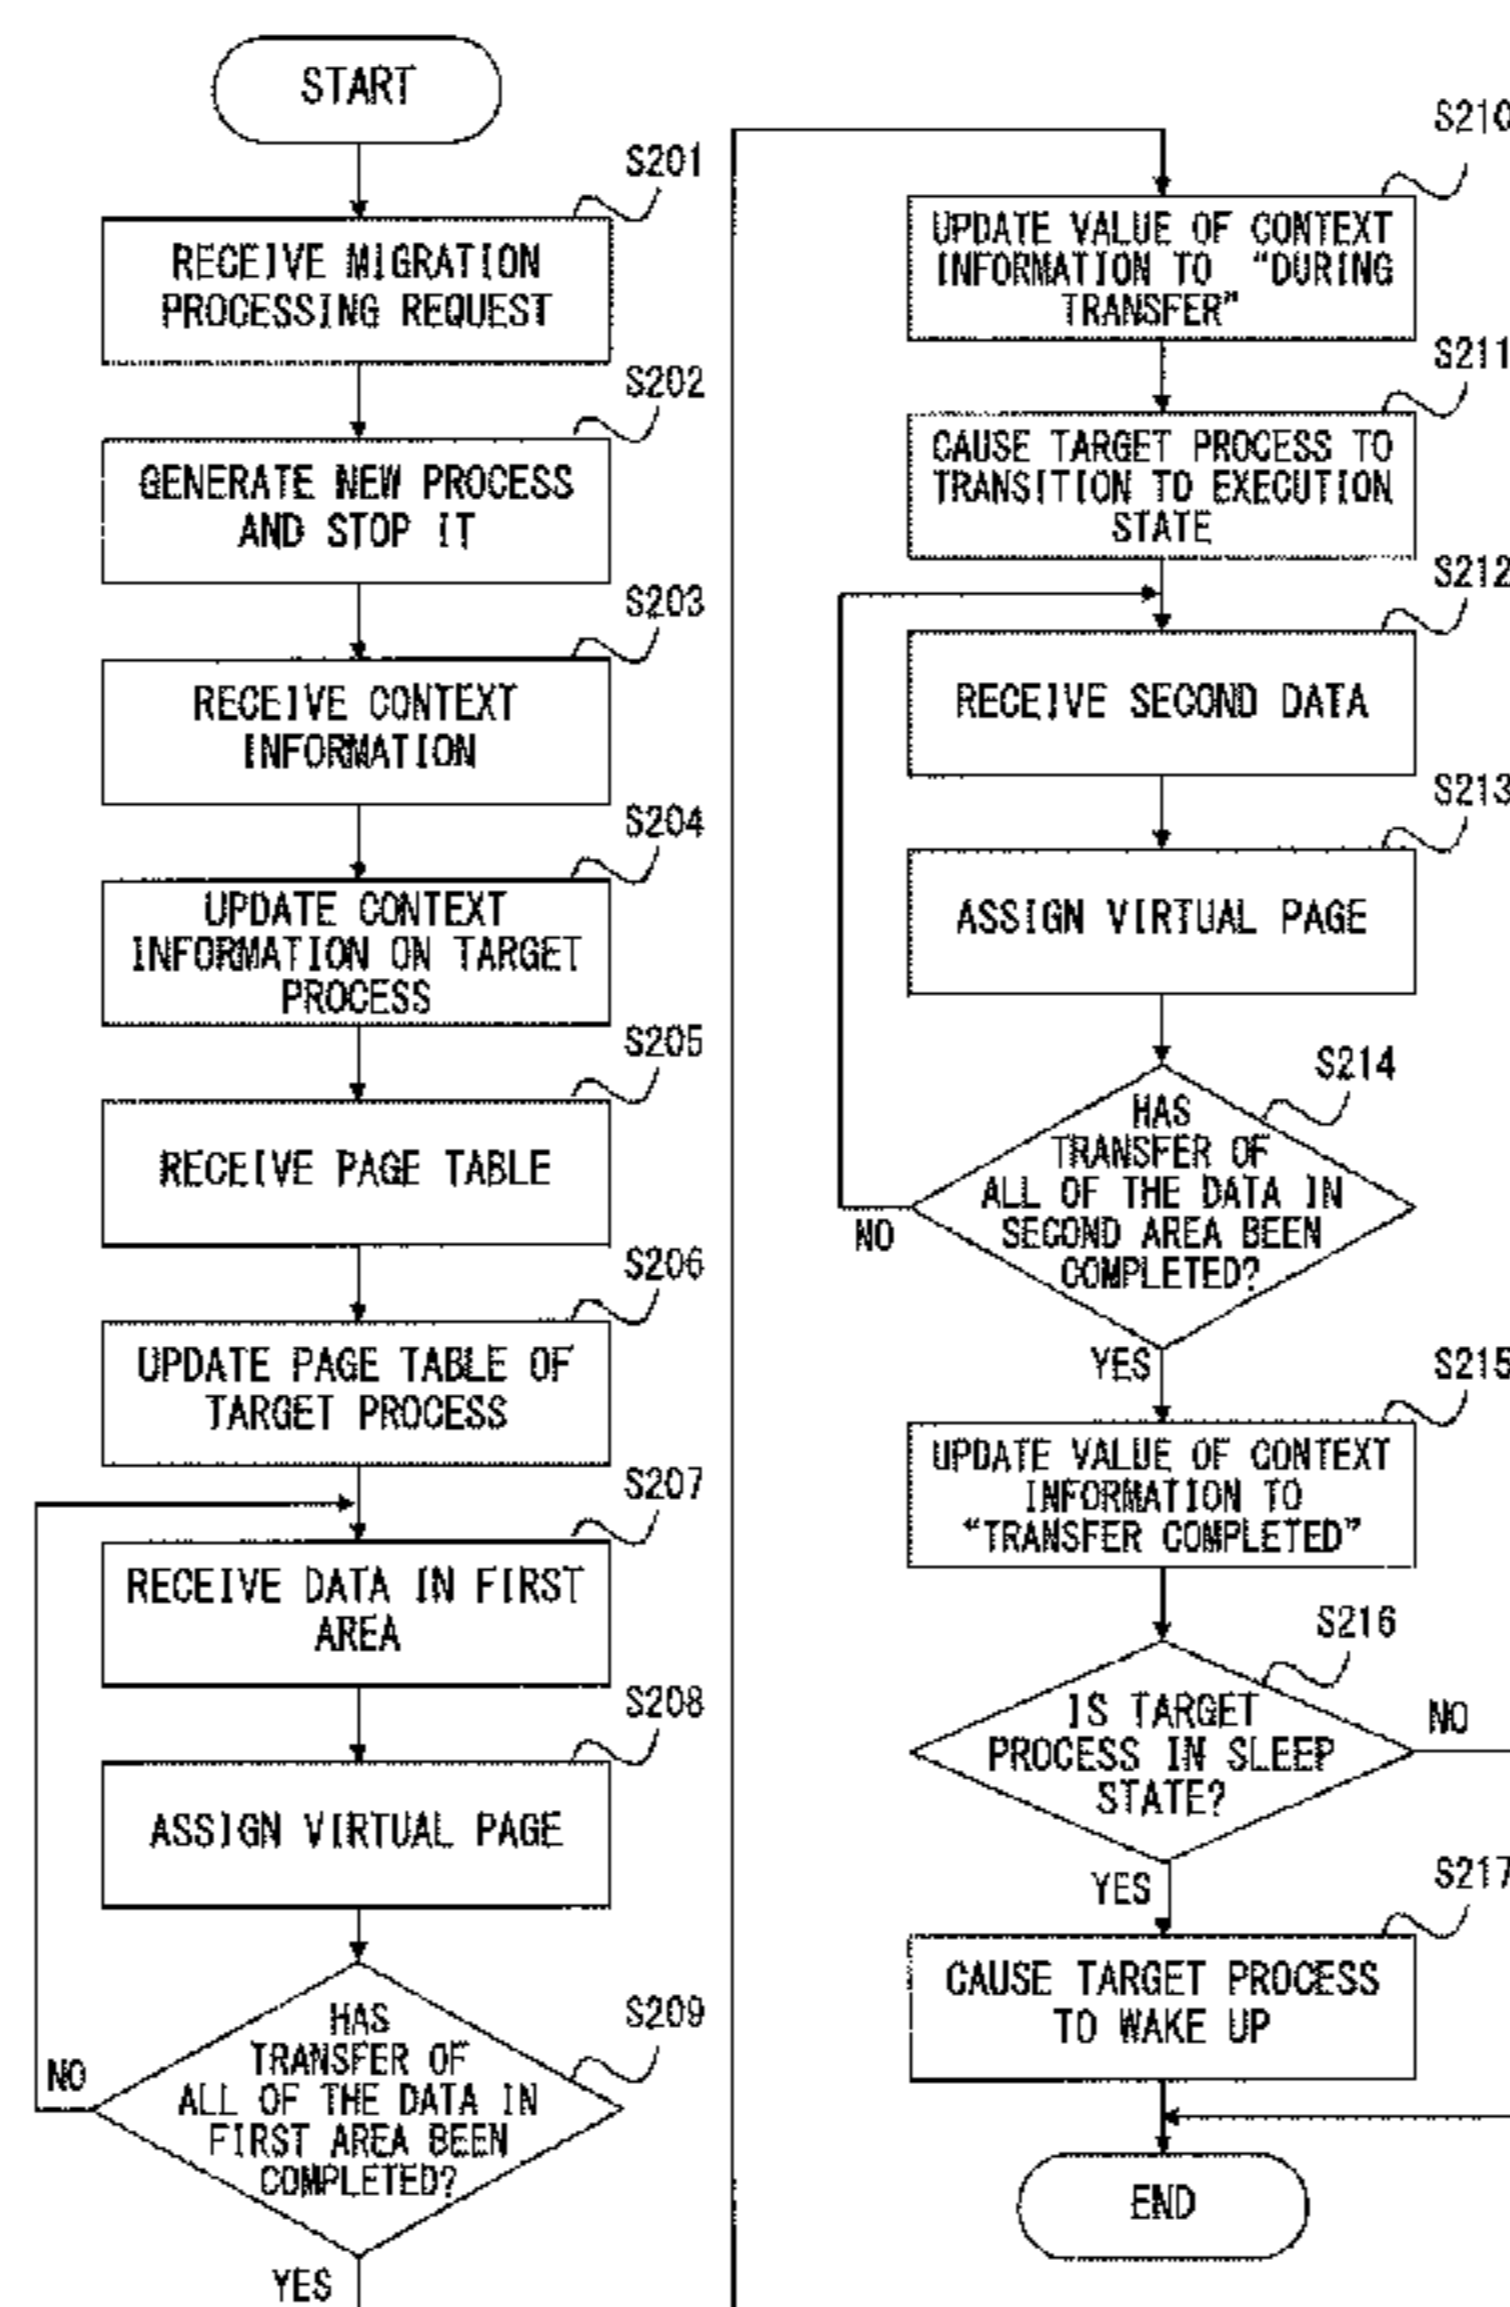 START
S201
RECEIVE MIGRATION
PROCESSING REQUEST
S202
GENERATE NEW PROCESS
AND STOP IT
S203
RECEIVE CONTEXT
INFORMATION
S204
UPDATE CONTEXT
INFORMATION ON TARGET
PROCESS
S205
RECEIVE PAGE TABLE
S206
UPDATE PAGE TABLE OF
TARGET PROCESS
S207
RECEIVE DATA IN FIRST
AREA
S208
ASSIGN VIRTUAL PAGE
S209
HAS
TRANSFER OF
ALL OF THE DATA IN
FIRST AREA BEEN
COMPLETED?
NO
YES
S210
UPDATE VALUE OF CONTEXT
INFORMATION TO "DURING
TRANSFER"
S211
CAUSE TARGET PROCESS TO
TRANSITION TO EXECUTION
STATE
S212
RECEIVE SECOND DATA
S213
ASSIGN VIRTUAL PAGE
S214
HAS
TRANSFER OF
ALL OF THE DATA IN
SECOND AREA BEEN
COMPLETED?
NO
YES
S215
UPDATE VALUE OF CONTEXT
INFORMATION TO
"TRANSFER COMPLETED"
S216
IS TARGET
PROCESS IN SLEEP
STATE?
NO
YES
S217
CAUSE TARGET PROCESS
TO WAKE UP
END